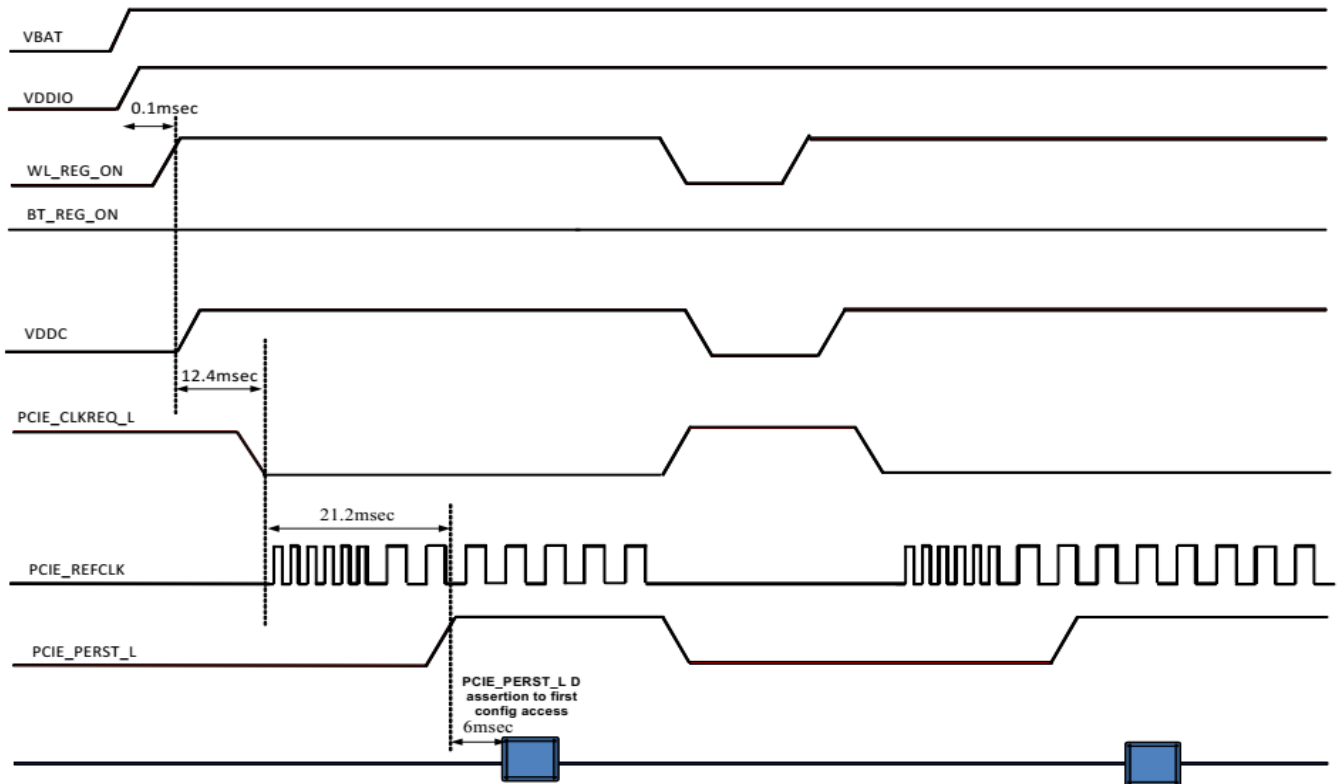 VBAT
VDDIO
0.1msec
WL_REG_ON
BT_REG_ON
VDDC
12.4msec
PCIE_CLKREQ_L
21.2msec
PCIE_REFCLK
PCIE_PERST_L
PCIE_PERST_L D
assertion to first
config access
6msec